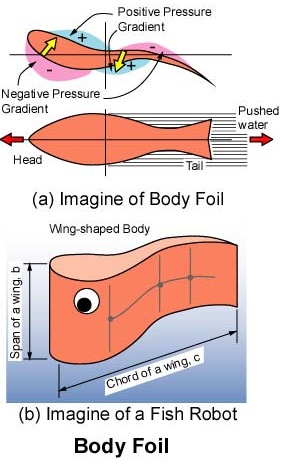 Positive Pressure
Gradient
+
-
-
+
Negative Pressure
Gradient
Pushed
water
Head
Tail
(a) Imagine of Body Foil
Wing-shaped Body
Span of a wing, b
Chord of a wing, c
(b) Imagine of a Fish Robot
Body Foil